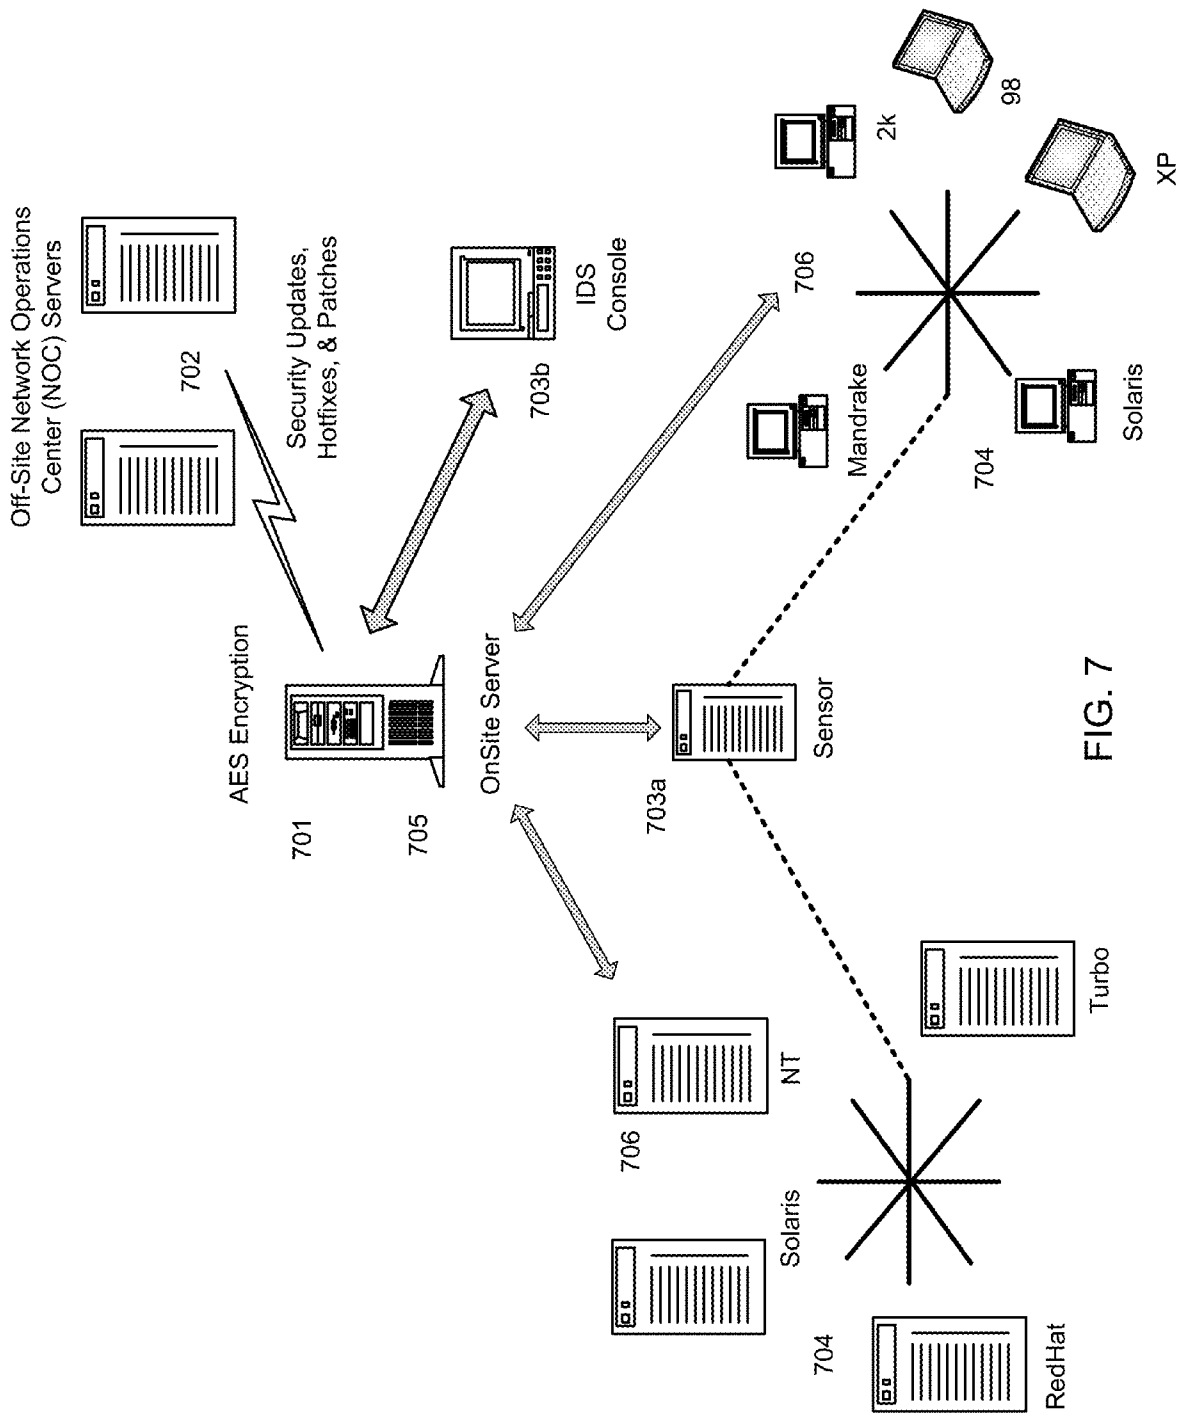 Off-Site Network Operations
Center (NOC) Servers
702
Security Updates,
Hotfixes, & Patches
AES Encryption
701
705
OnSite Server
703b
IDS
Console
703a
Sensor
706
NT
Solaris
704
RedHat
Turbo
706
2k
98
XP
Mandrake
704
Solaris
FIG. 7